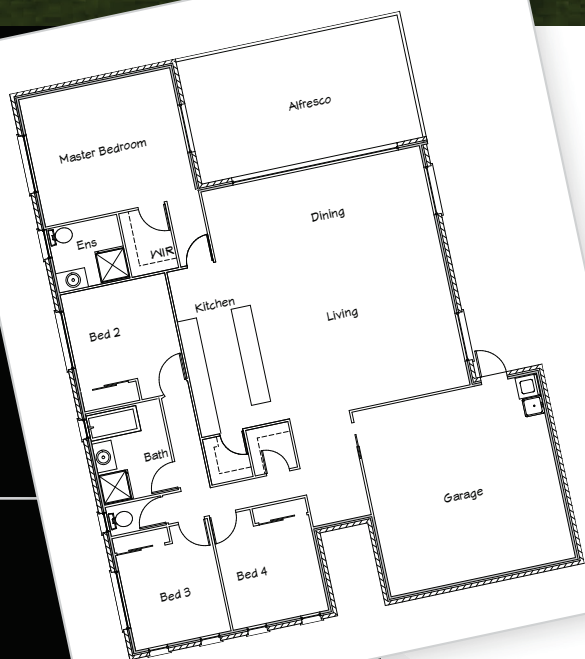 Alfresco
Master Bedroom
Dining
Ens
WIR
Kitchen
Living
Bed 2
Bath
Garage
Bed 4
Bed 3